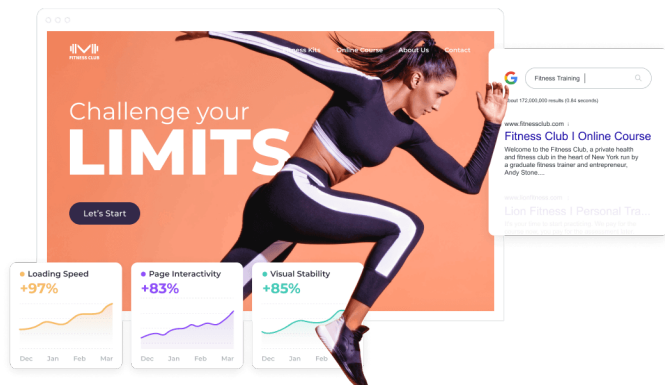 FITNESS CLUB
Fitness Kits
Online Course
About Us
Contact
Challenge your
LIMITS
Let's Start
Fitness Training
172,000,000 results (0.84 seconds)
www.fitnessclub.com
Fitness Club I Online Course
Welcome to the Fitness Club, a private health
and fitness club in the heart of New York run by
a graduate fitness trainer and entrepreneur,
Andy Stone....
www.lionfitness.com
Lion Fitness I Personal Tra...
Loading Speed
+97%
Dec Jan Feb Mar
Page Interactivity
+83%
Dec Jan Feb Mar
Visual Stability
+85%
Dec Jan Feb